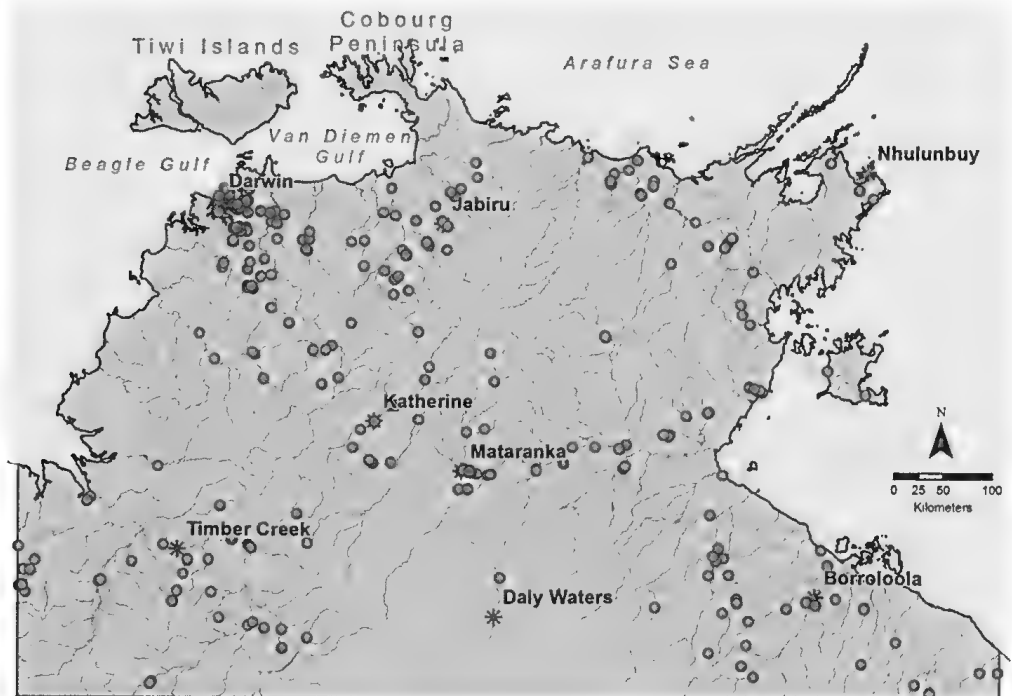 Cobourg
Peninsula
Tiwi Islands
Arafura Sea
Van Diemen
Gulf
Beagle Gulf
Nhulunbuy
Darwin
Jabiru
Katherine
N
Mataranka
0 25 50 100
Kilometers
Timber Creek
Borroloola
Daly Waters